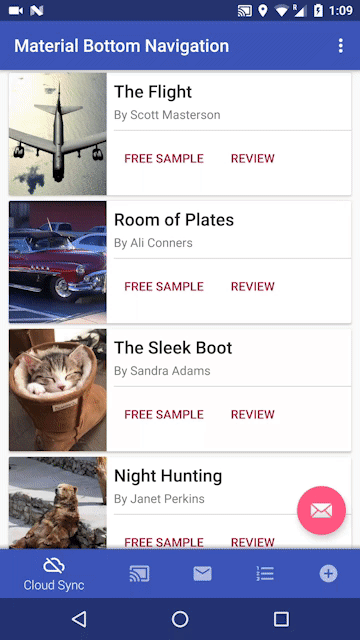 1:09
Material Bottom Navigation
The Flight
By Scott Masterson
FREE SAMPLE REVIEW
Room of Plates
By Ali Conners
FREE SAMPLE REVIEW
The Sleek Boot
By Sandra Adams
FREE SAMPLE REVIEW
Night Hunting
By Janet Perkins
FREE SAMPLE REVIEW
Cloud Sync